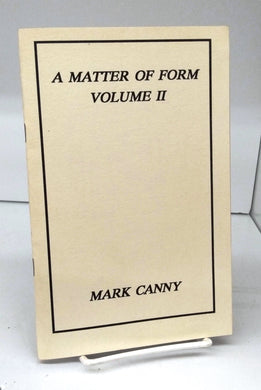 A MATTER OF FORM
VOLUME II
MARK CANNY